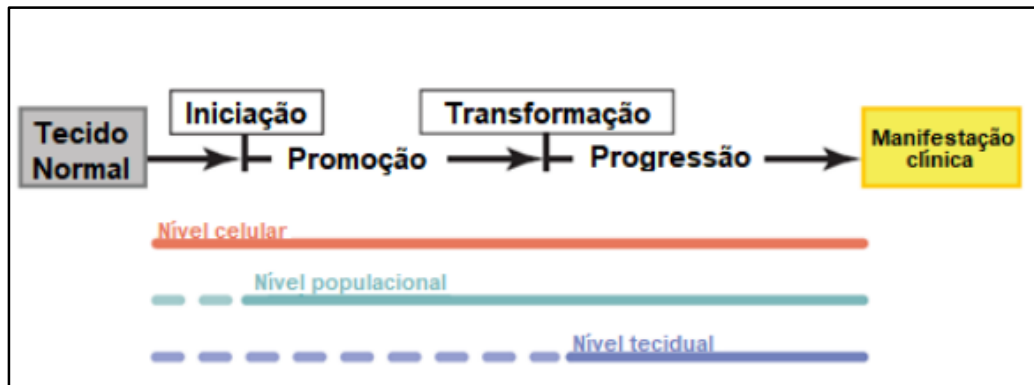 Iniciação
Transformação
Tecido
Normal
Promoção
Progressão
Manifestação
clínica
Nível celular
Nível populacional
Nível tecidual